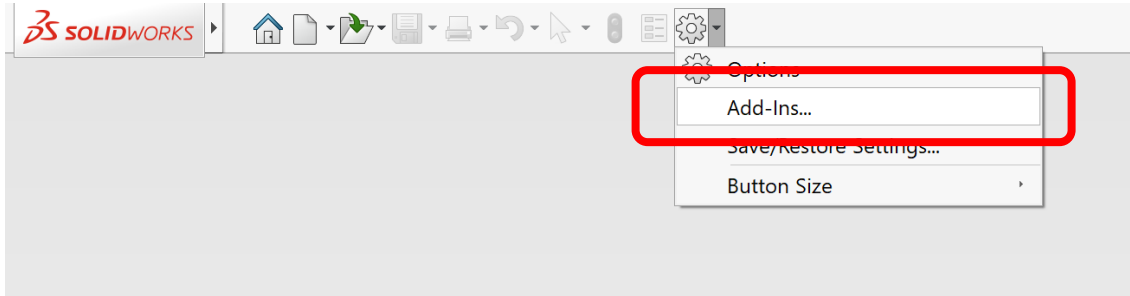 SOLIDWORKS
Options
Add-Ins...
Save/Restore Settings...
Button Size